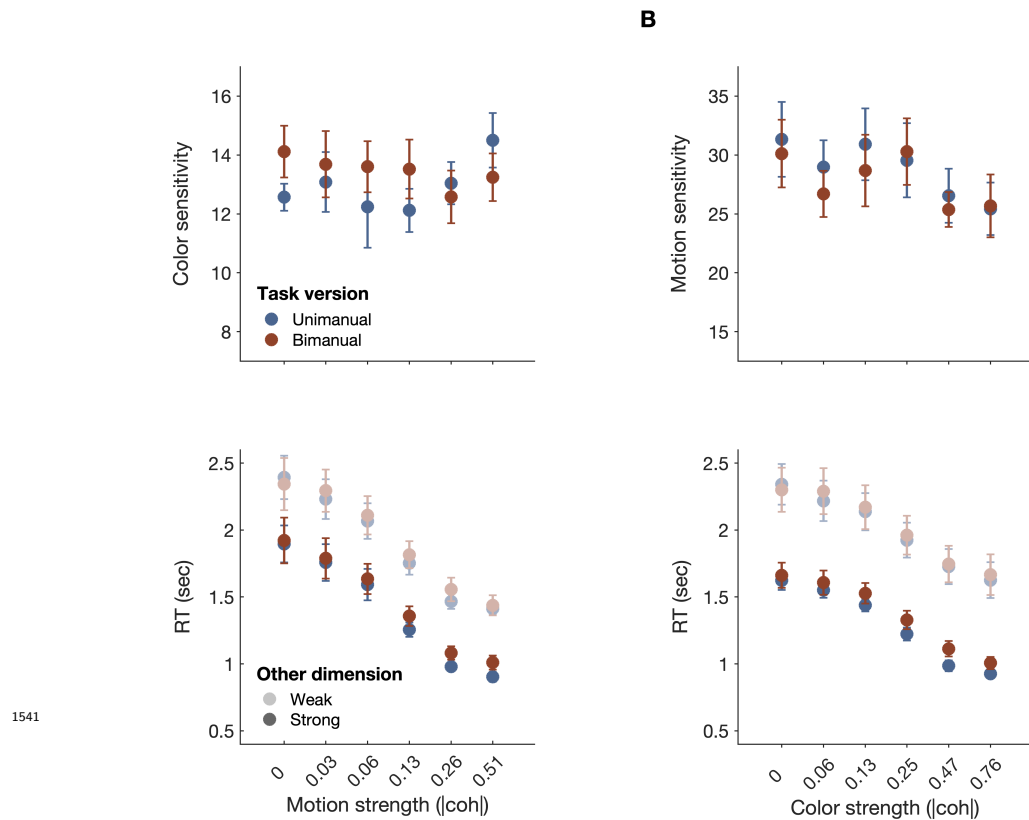 B
16
14
12
10
8
Color sensitivity
Task version
Unimanual
Bimanual
35
30
25
20
15
Motion sensitivity
2.5
2
1.5
1
0.5
RT (sec)
Other dimension
Weak
Strong
0
0.03
0.06
0.13
0.26
0.51
Motion strength (|coh|)
2.5
2
1.5
1
0.5
RT (sec)
0
0.06
0.13
0.25
0.47
0.76
Color strength (|coh|)
1541